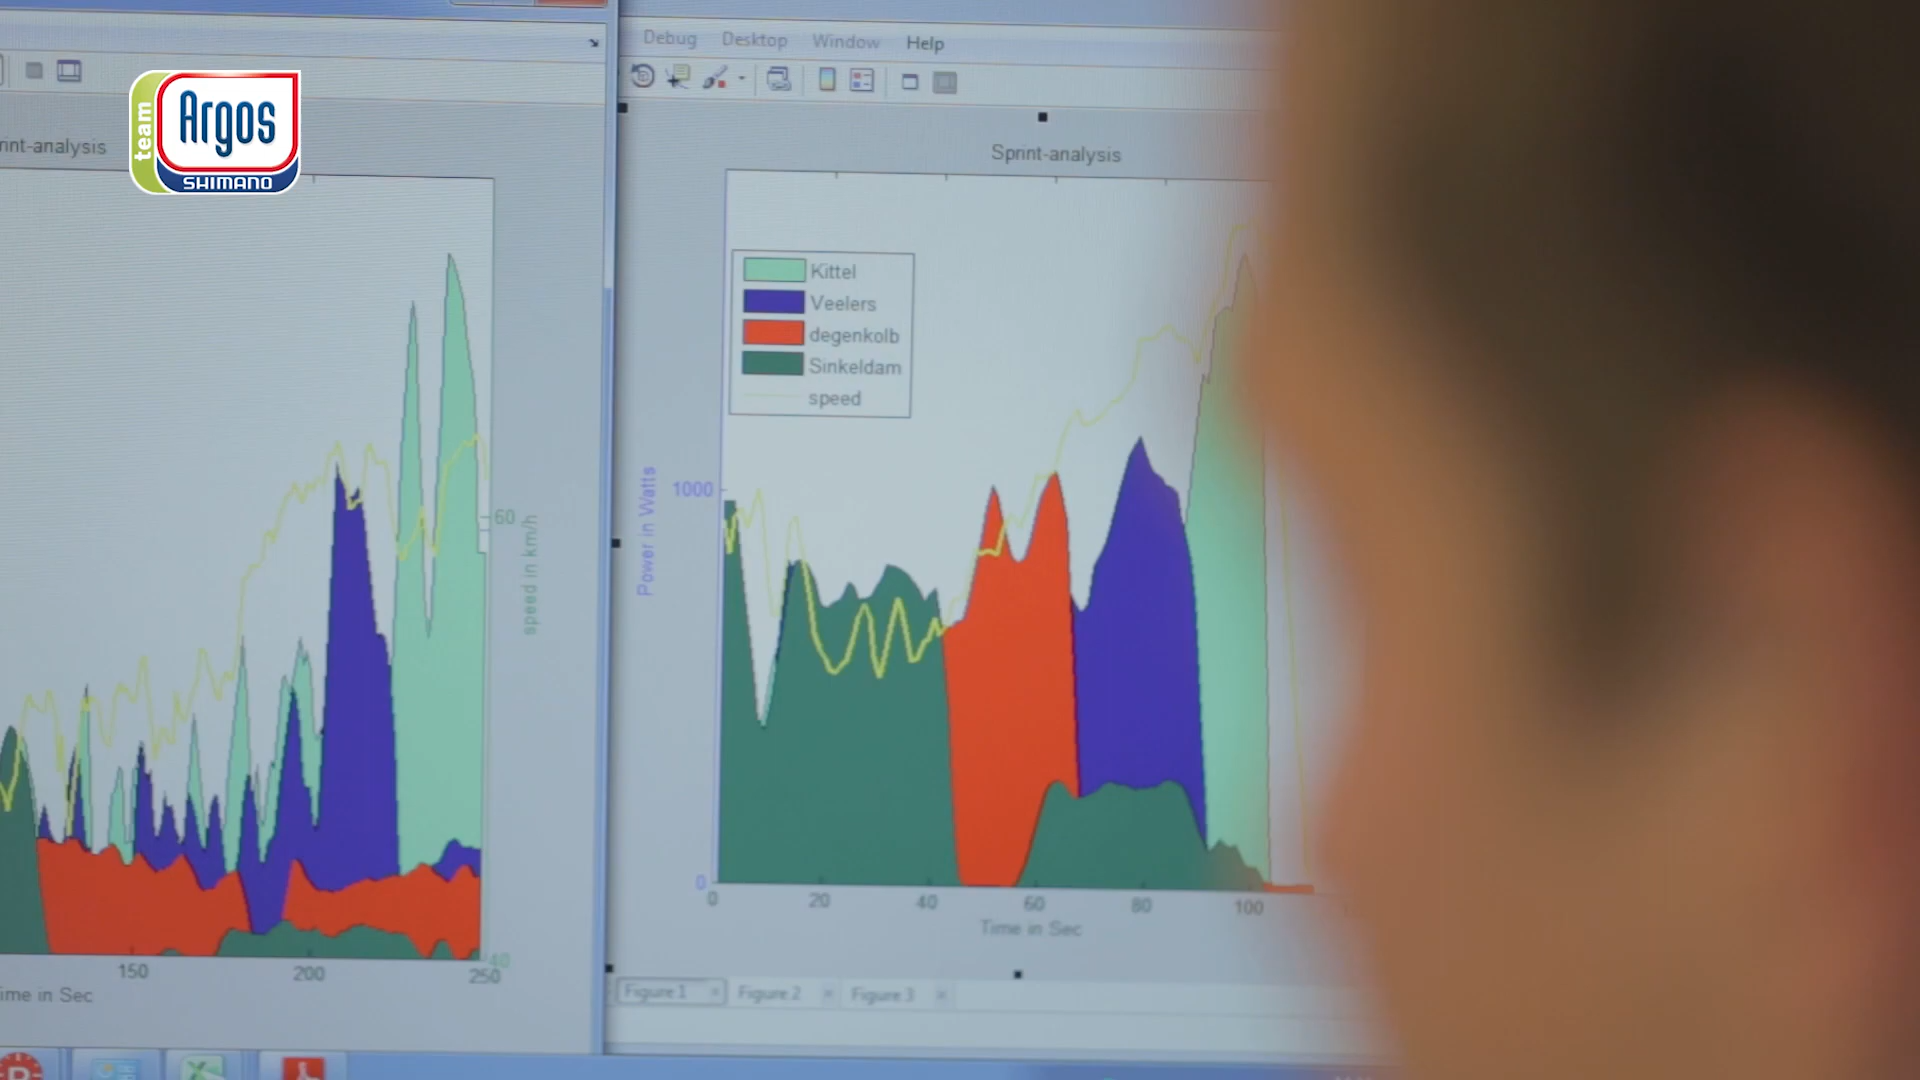 Debug Desktop Window Help
team
Argos
SHIMANO
rint-analysis
60
speed in km/h
40
150 200 250
ime in Sec
Sprint-analysis
Kittel
Veelers
degenkolb
Sinkeldam
speed
Power in Watts
1000
0
0 20 40 60 80 100
Time in Sec
Figure 1 Figure 2 Figure 3